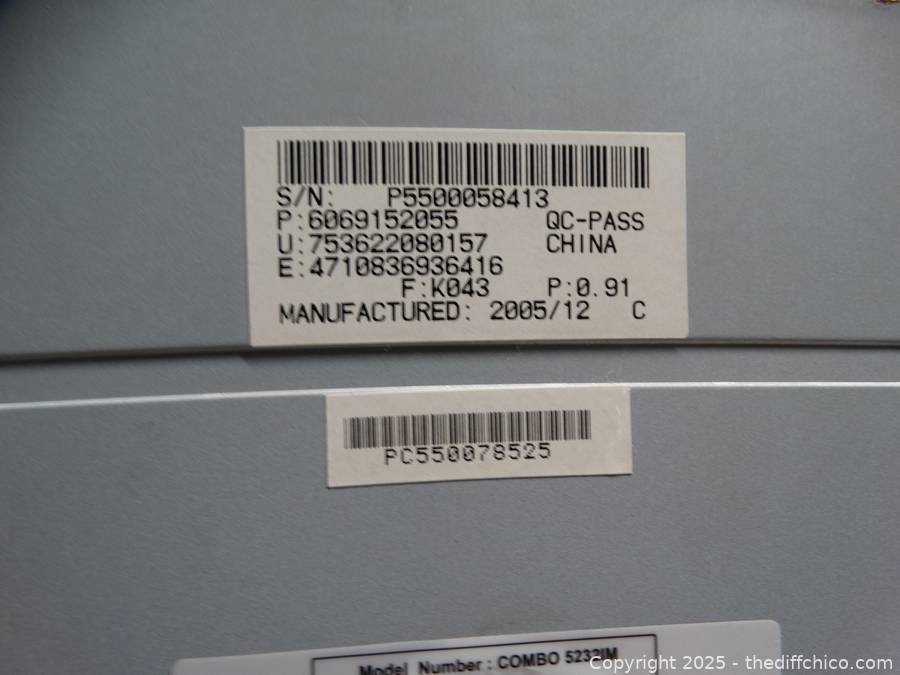 S/N: P5500058413
P:6069152055 QC-PASS
U:753622080157 CHINA
E:4710836936416
F:K043 P:0.91
MANUFACTURED: 2005/12 C
PC550078525
Model Number : COMBO 5232IM
Copyright 2025 - thediffchico.com